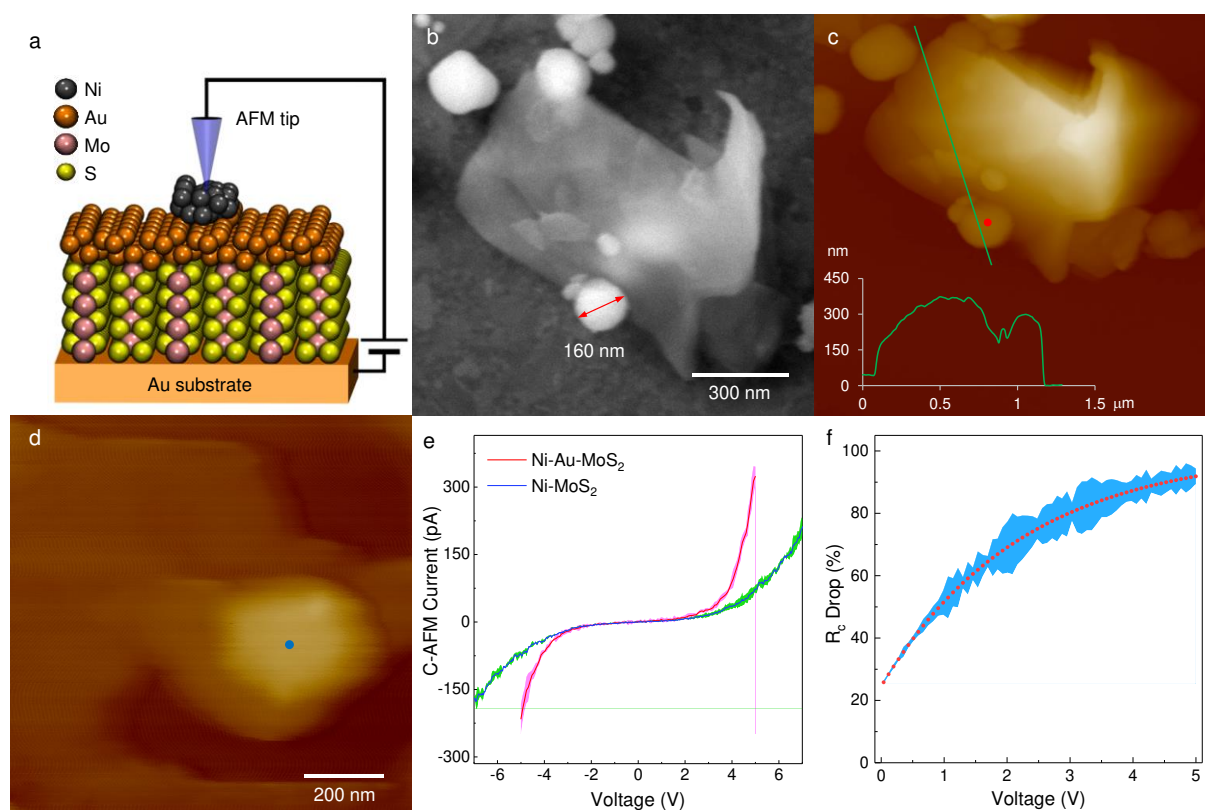 a
Ni
Au
Mo
S
AFM tip
Au substrate
b
160 nm
300 nm
c
nm
450
300
150
0
0 0.5 1 1.5 μm
d
200 nm
e
Ni-Au-MoS₂
Ni-MoS₂
C-AFM Current (pA)
300
150
0
-150
-300
-6 -4 -2 0 2 4 6
Voltage (V)
f
R_c Drop (%)
100
80
60
40
20
0
0 1 2 3 4 5
Voltage (V)